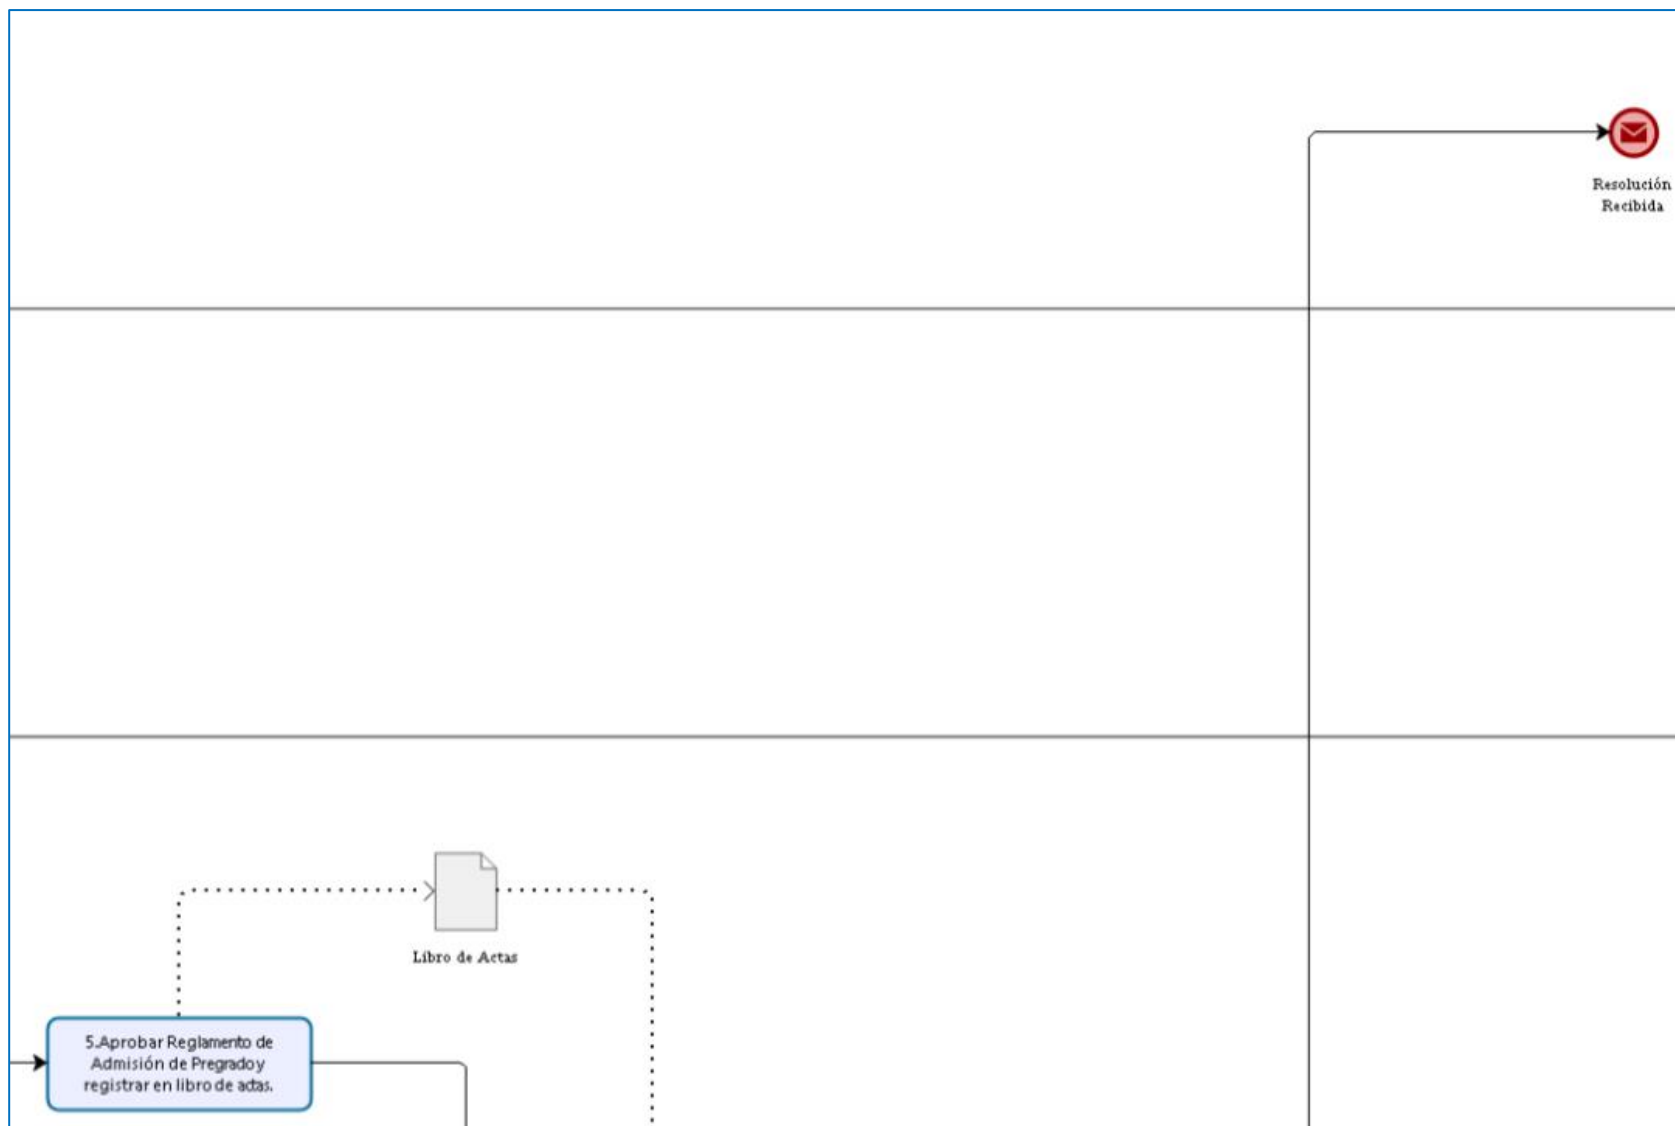 Resolución
Recibida
Libro de Actas
5.Aprobar Reglamento de
Admisión de Pregrado y
registrar en libro de actas.